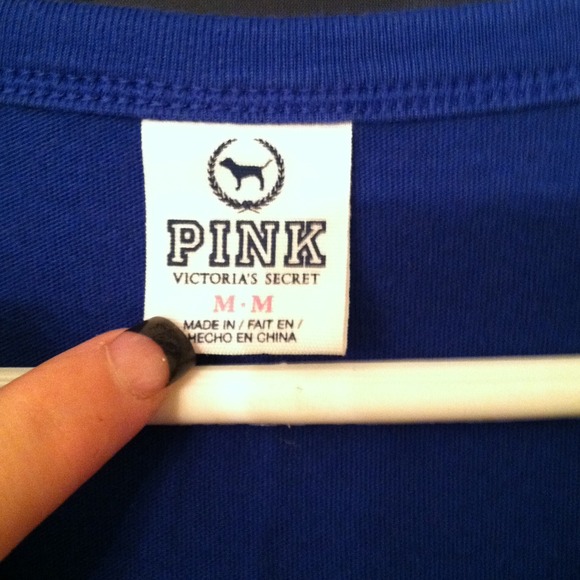 PINK
VICTORIA'S SECRET
M · M
MADE IN / FAIT EN /
HECHO EN CHINA